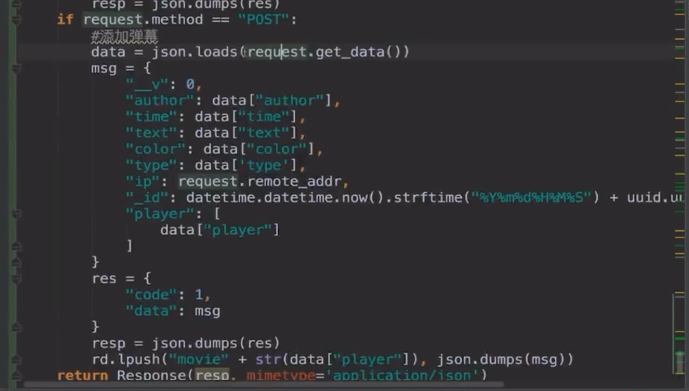 resp = json.dumps(res)
if request.method == "POST":
#添加弹幕
data = json.loads(request.get_data())
msg = {
"__v": 0,
"author": data["author"],
"time": data["time"],
"text": data["text"],
"color": data["color"],
"type": data['type'],
"ip": request.remote_addr,
"_id": datetime.datetime.now().strftime("%Y%m%d%H%M%S") + uuid.uu
"player": [
data["player"]
]
}
res = {
"code": 1,
"data": msg
}
resp = json.dumps(res)
rd.lpush("movie" + str(data["player"]), json.dumps(msg))
return Response(resp, mimetype='application/json')